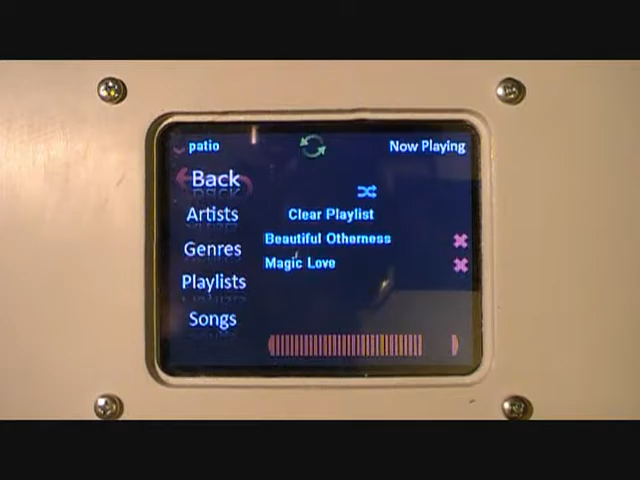 patio
Now Playing
Back
Artists
Genres
Playlists
Songs
Clear Playlist
Beautiful Otherness
Magic Love